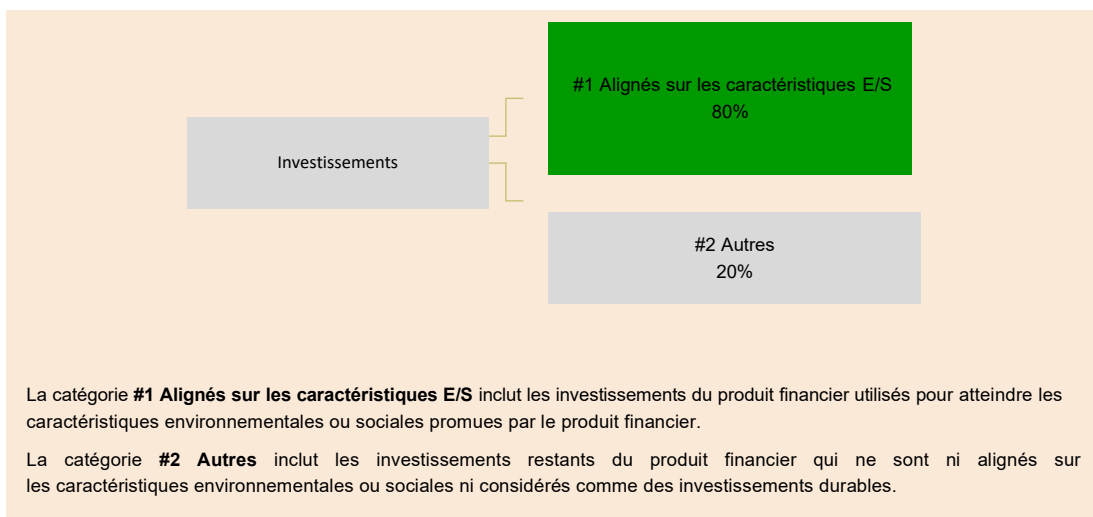 #1 Alignés sur les caractéristiques E/S
80%
Investissements
#2 Autres
20%
La catégorie #1 Alignés sur les caractéristiques E/S inclut les investissements du produit financier utilisés pour atteindre les
caractéristiques environnementales ou sociales promues par le produit financier.
La catégorie #2 Autres inclut les investissements restants du produit financier qui ne sont ni alignés sur
les caractéristiques environnementales ou sociales ni considérés comme des investissements durables.